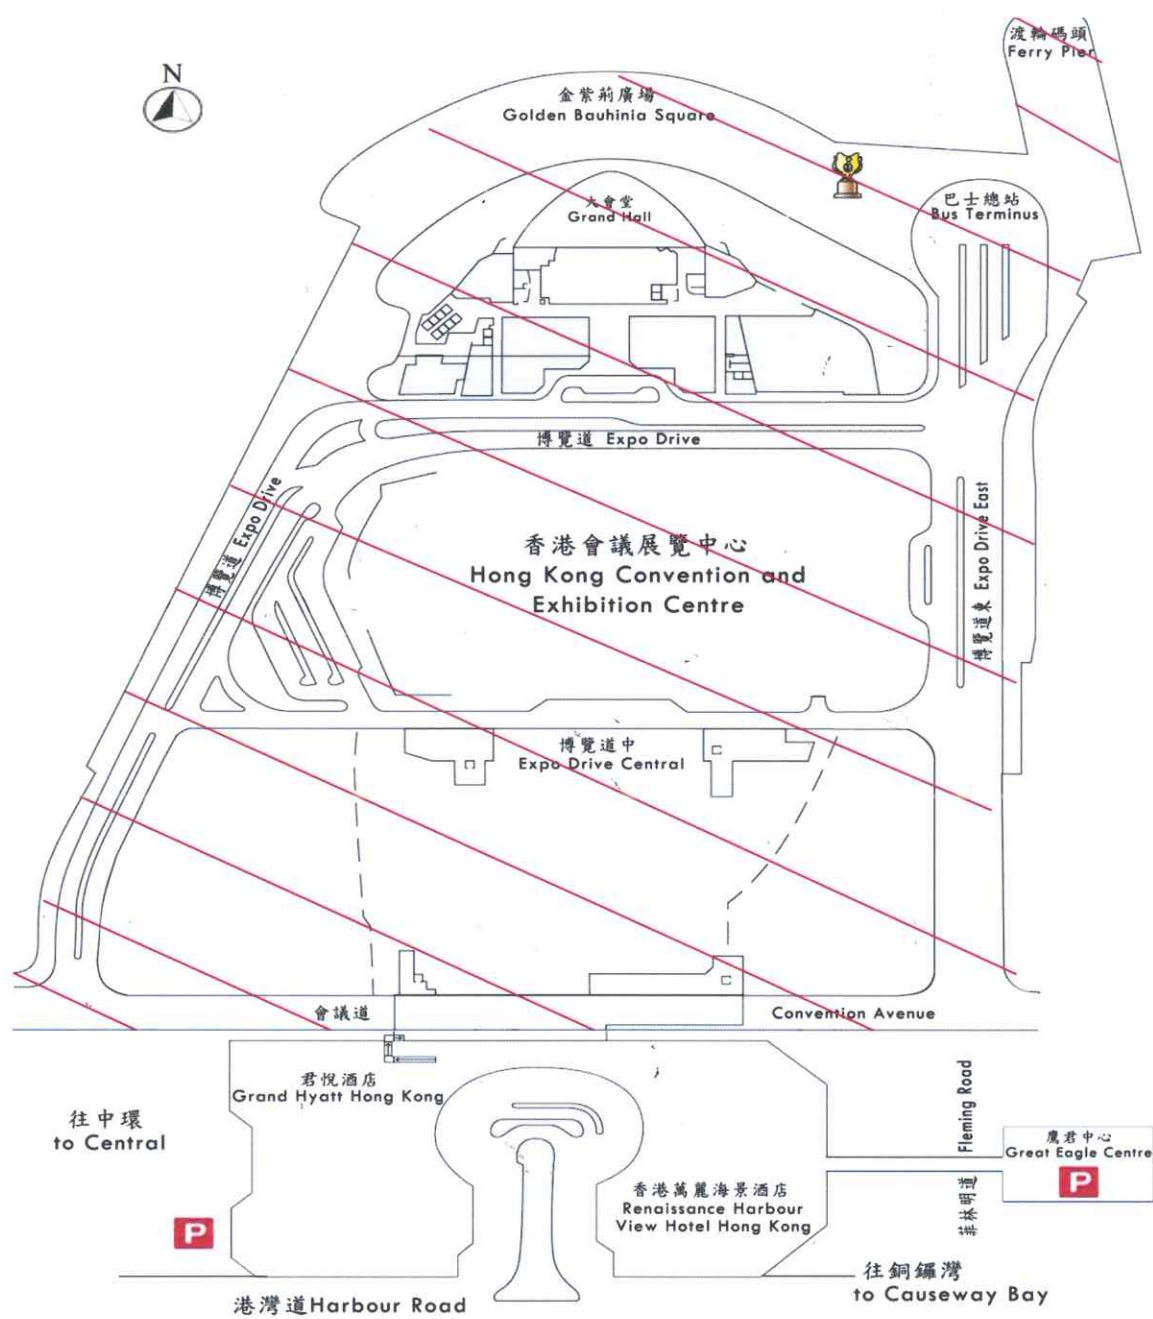 渡輪碼頭
Ferry Pier
N
金紫荊廣場
Golden Bauhinia Square
巴士總站
Bus Terminus
大會堂
Grand Hall
博覽道 Expo Drive
博覽道 Expo Drive
香港會議展覽中心
Hong Kong Convention and
Exhibition Centre
博覽道東 Expo Drive East
博覽道中
Expo Drive Central
會議道
Convention Avenue
君悅酒店
Grand Hyatt Hong Kong
往中環
to Central
Fleming Road
菲林明道
鷹君中心
Great Eagle Centre
P
香港萬麗海景酒店
Renaissance Harbour
View Hotel Hong Kong
P
往銅鑼灣
to Causeway Bay
港灣道Harbour Road